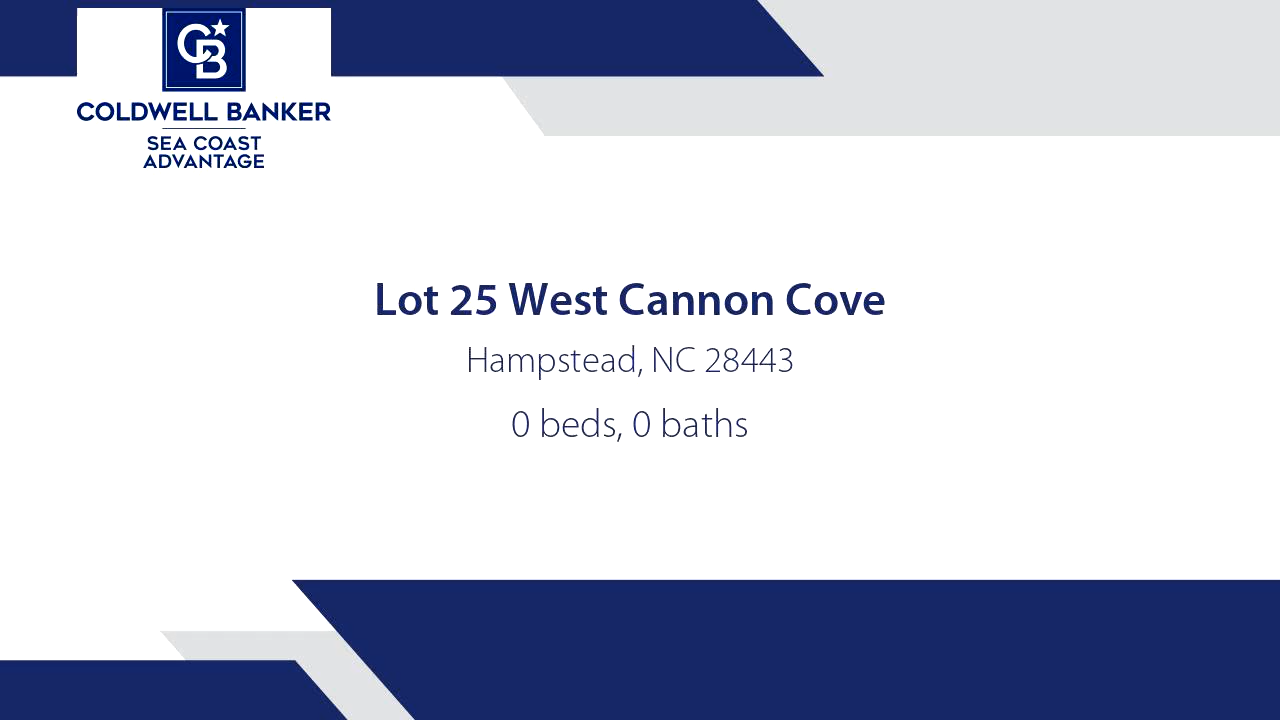 CB
COLDWELL BANKER
SEA COAST
ADVANTAGE
Lot 25 West Cannon Cove
Hampstead, NC 28443
0 beds, 0 baths